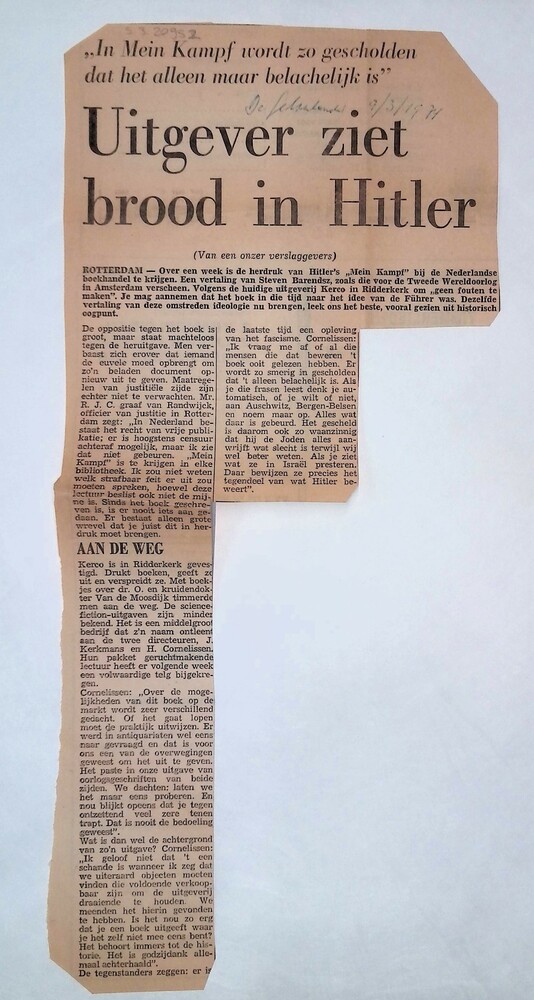 „In Mein Kampf wordt zo gescholden
dat het alleen maar belachelijk is”
9/3/1971
Uitgever ziet
brood in Hitler
(Van een onzer verslaggevers)
ROTTERDAM — Over een week is de herdruk van Hitler's „Mein Kampf” bij de Nederlandse
boekhandel te krijgen. Een vertaling van Steven Barendsz, zoals die voor de Tweede Wereldoorlog
in Amsterdam verscheen. Volgens de huidige uitgeverij Kerco in Ridderkerk om „geen fouten te
maken”. Je mag aannemen dat het boek in die tijd naar het idee van de Führer was. Dezelfde
vertaling van deze omstreden ideologie nu brengen, leek ons het beste, vooral gezien uit historisch
oogpunt.
De oppositie tegen het boek is
groot, maar staat machteloos
tegen de heruitgave. Men ver-
baast zich erover dat iemand
de euvele moed opbrengt om
zo'n beladen document op-
nieuw uit te geven. Maatrege-
len van justitiële zijde zijn
echter niet te verwachten. Mr.
R. J. C. graaf van Randwijck,
officier van justitie in Rotter-
dam zegt: „In Nederland be-
staat het recht van vrije publi-
katie; er is hoogstens censuur
achteraf mogelijk, maar ik zie
dat niet gebeuren. „Mein
Kampf” is te krijgen in elke
bibliotheek. Ik zou niet weten
welk strafbaar feit er uit zou
moeten spreken, hoewel deze
lectuur beslist ook niet de mij-
ne is. Sinds het boek geschre-
ven is, is er nooit iets aan ge-
daan. Er bestaat alleen grote
wrevel dat je juist dit in her-
druk moet brengen.
AAN DE WEG
Kerco is in Ridderkerk geves-
tigd. Drukt boeken, geeft ze
uit en verspreidt ze. Met boek-
jes over dr. O. en kruidendok-
ter Van de Moosdijk timmerde
men aan de weg. De science-
fiction-uitgaven zijn minder
bekend. Het is een middelgroot
bedrijf dat z'n naam ontleent
aan de twee directeuren, J.
Kerkmans en H. Cornelissen.
Hun pakket geruchtmakende
lectuur heeft er volgende week
een volwaardige telg bijgekre-
gen.
Cornelissen: „Over de moge-
lijkheden van dit boek op de
markt wordt zeer verschillend
gedacht. Of het gaat lopen
moet de praktijk uitwijzen. Er
werd in antiquariaten wel eens
naar gevraagd en dat is voor
ons een van de overwegingen
geweest om het uit te geven.
Het paste in onze uitgave van
oorlogsgeschriften van beide
zijden. We dachten: laten we
het maar eens proberen. En
nou blijkt opeens dat je tegen
ontzettend veel zere tenen
trapt. Dat is nooit de bedoeling
geweest”.
Wat is dan wel de achtergrond
van zo'n uitgave? Cornelissen:
„Ik geloof niet dat 't een
schande is wanneer ik zeg dat
we uiteraard objecten moeten
vinden die voldoende verkoop-
baar zijn om de uitgeverij
draaiende te houden. We
meenden het hierin gevonden
te hebben. Is het nou zo erg
dat je een boek uitgeeft waar
je het zelf niet mee eens bent?
Het behoort immers tot de his-
torie. Het is godzijdank alle-
maal achterhaald”.
De tegenstanders zeggen: er is
de laatste tijd een opleving
van het fascisme. Cornelissen:
„Ik vraag me af of al die
mensen die dat beweren 't
boek ooit gelezen hebben. Er
wordt zo smerig in gescholden
dat 't alleen belachelijk is. Als
je die frasen leest denk je au-
tomatisch, of je wilt of niet,
aan Auschwitz, Bergen-Belsen
en noem maar op. Alles wat
daar is gebeurd. Het gescheld
is daarom ook zo waanzinnig
dat hij de Joden alles aan-
wrijft wat slecht is terwijl wij
wel beter weten. Als je ziet
wat ze in Israël presteren.
Daar bewijzen ze precies het
tegendeel van wat Hitler be-
weert”.